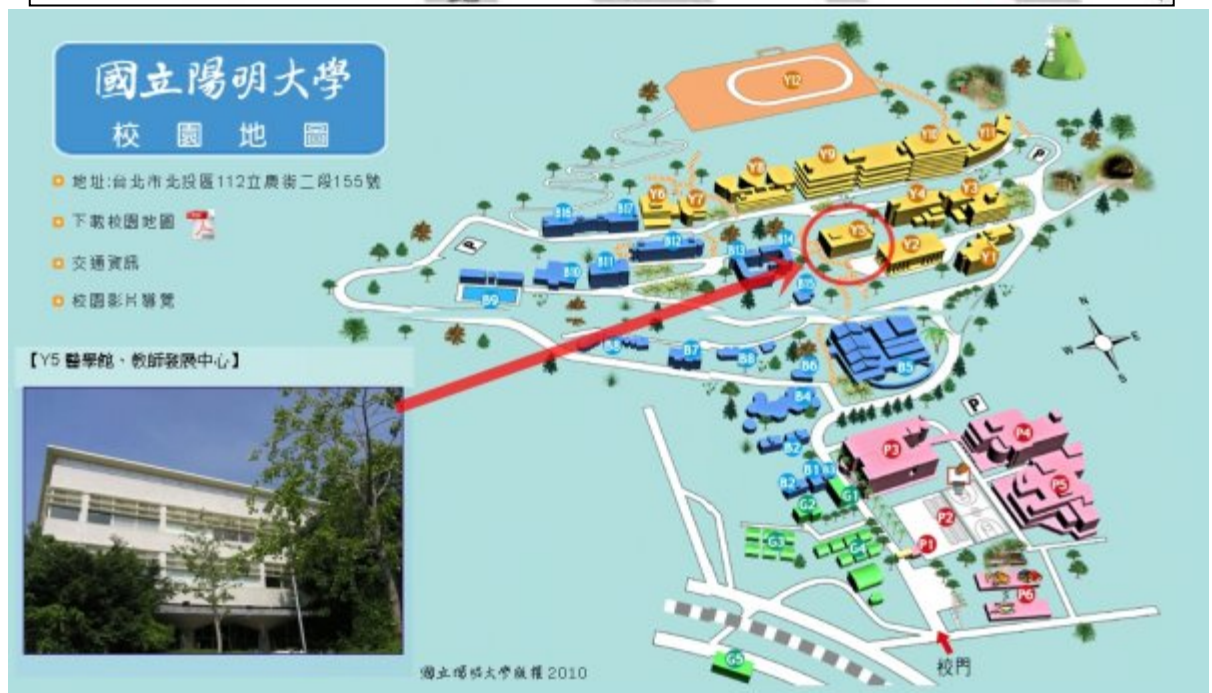 國立陽明大學
校園地圖
地址:台北市北投區112立農街二段155號
下載校園地圖
交通資訊
校園影片導覽
【Y5 醫學館、教師發展中心】
Y12
Y11
Y10
Y9
Y8
Y7
Y6
B17
B16
Y4
Y3
Y5
Y2
Y1
B12
B13
B14
B11
B10
B9
B15
P
P
P
N
E
S
W
B7
B8
B6
B5
B4
B2
B1
B3
B2
G1
G2
G3
G4
G5
P1
P2
P3
P4
P5
P6
校門
國立陽明大學版權 2010